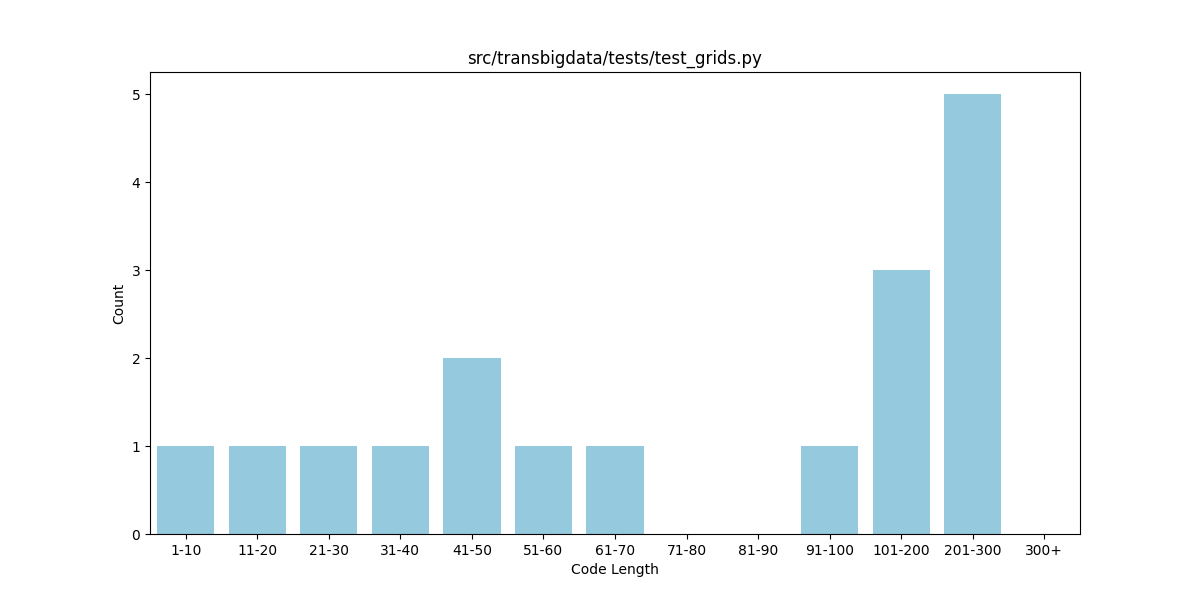 src/transbigdata/tests/test_grids.py
Count
5
4
3
2
1
0
1-10 11-20 21-30 31-40 41-50 51-60 61-70 71-80 81-90 91-100 101-200 201-300 300+
Code Length